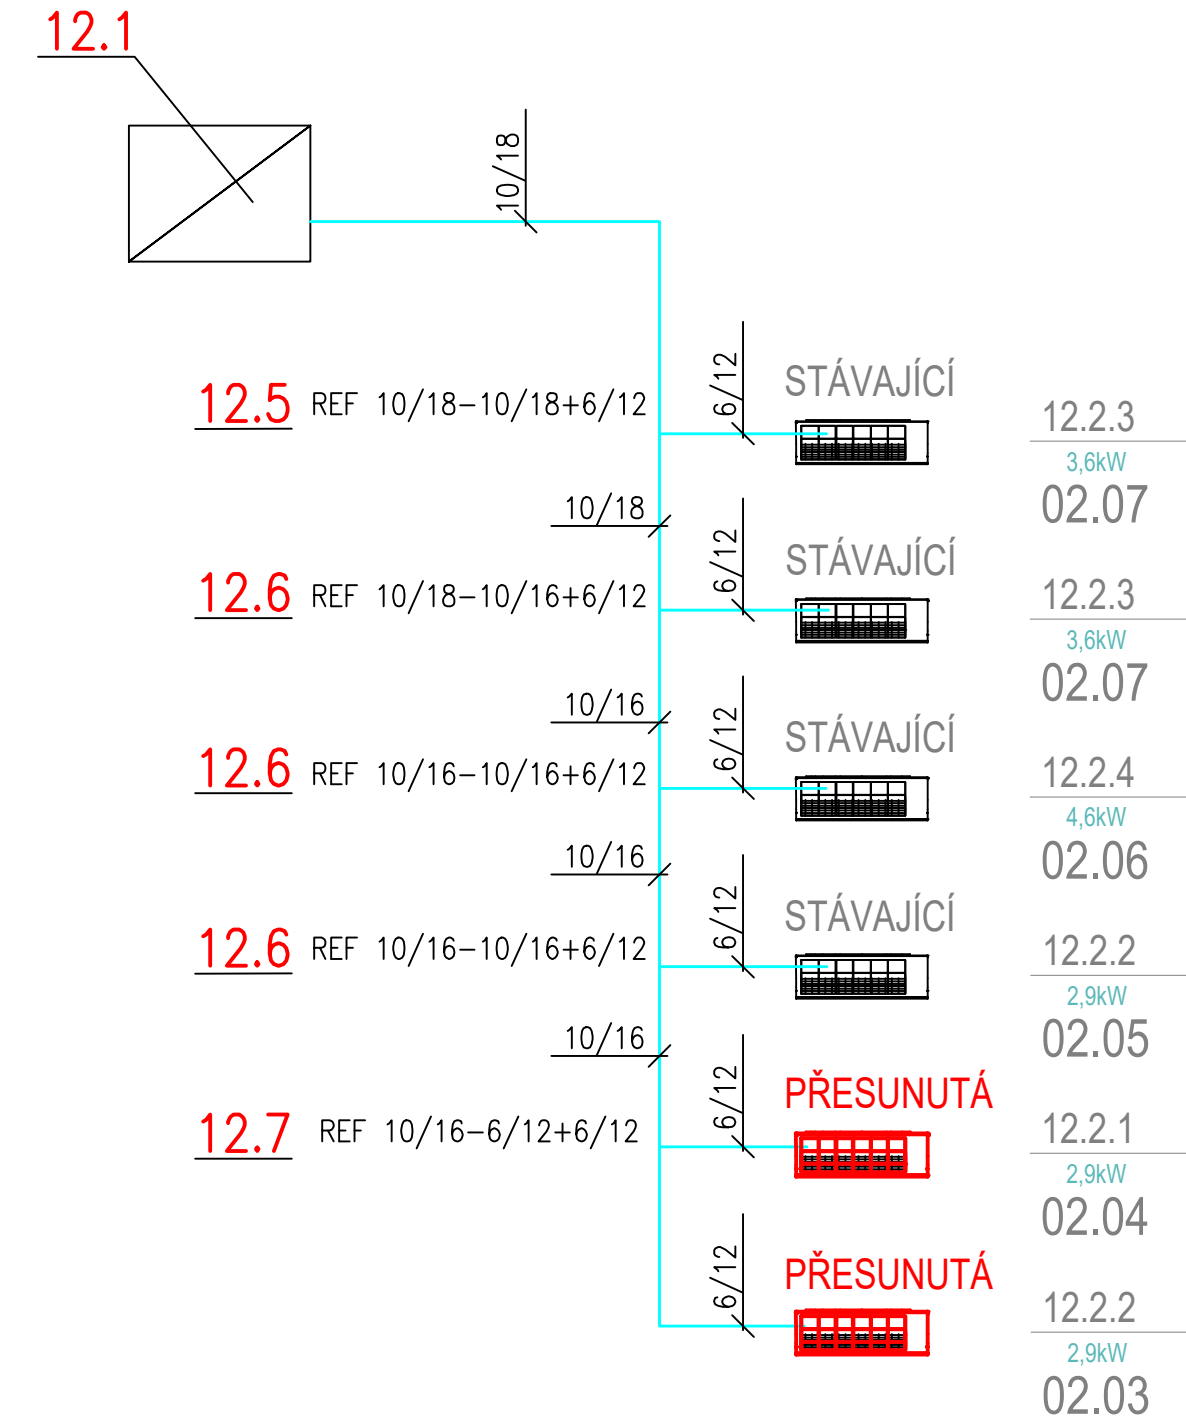 12.1
10/18
12.5 REF 10/18-10/18+6/12
6/12
STÁVAJÍCÍ
12.2.3
3,6kW
02.07
10/18
12.6 REF 10/18-10/16+6/12
6/12
STÁVAJÍCÍ
12.2.3
3,6kW
02.07
10/16
12.6 REF 10/16-10/16+6/12
6/12
STÁVAJÍCÍ
12.2.4
4,6kW
02.06
10/16
12.6 REF 10/16-10/16+6/12
6/12
STÁVAJÍCÍ
12.2.2
2,9kW
02.05
10/16
12.7 REF 10/16-6/12+6/12
6/12
PŘESUNUTÁ
12.2.1
2,9kW
02.04
6/12
PŘESUNUTÁ
12.2.2
2,9kW
02.03